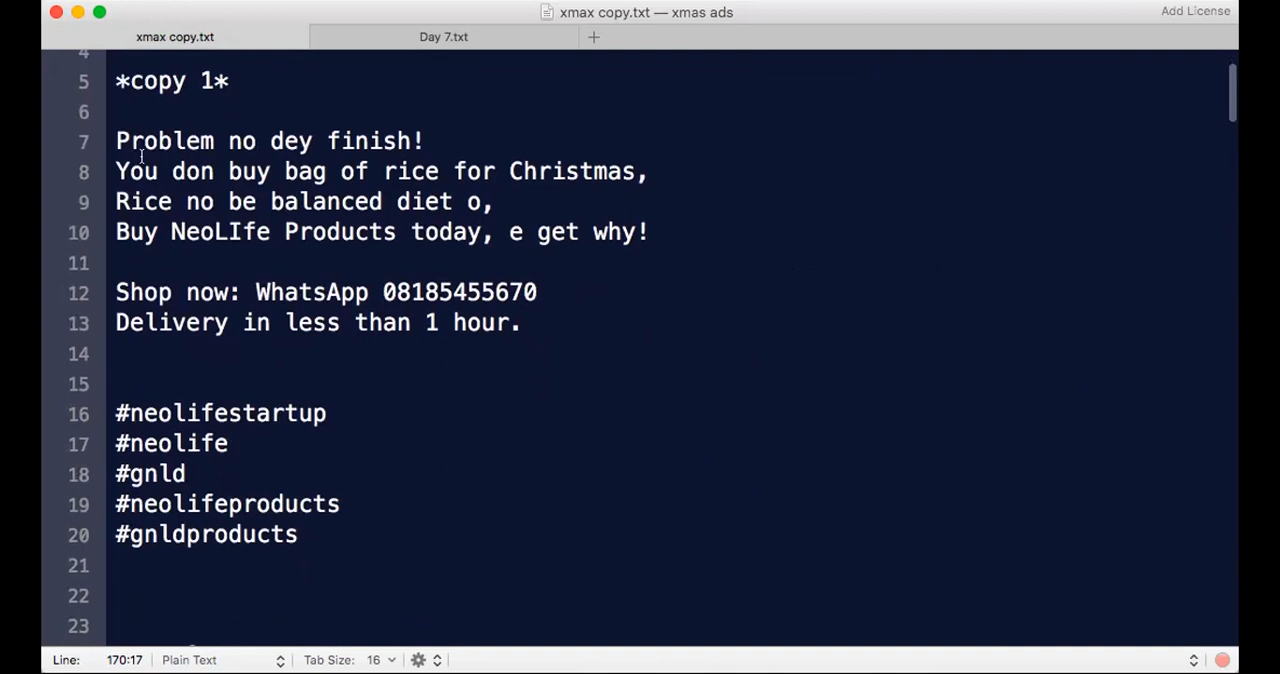 xmax copy.txt — xmas ads
Add License
xmax copy.txt
Day 7.txt
+
4
5 *copy 1*
6
7 Problem no dey finish!
8 You don buy bag of rice for Christmas,
9 Rice no be balanced diet o,
10 Buy NeoLIfe Products today, e get why!
11
12 Shop now: WhatsApp 08185455670
13 Delivery in less than 1 hour.
14
15
16 #neolifestartup
17 #neolife
18 #gnld
19 #neolifeproducts
20 #gnldproducts
21
22
23
Line: 170:17 Plain Text Tab Size: 16